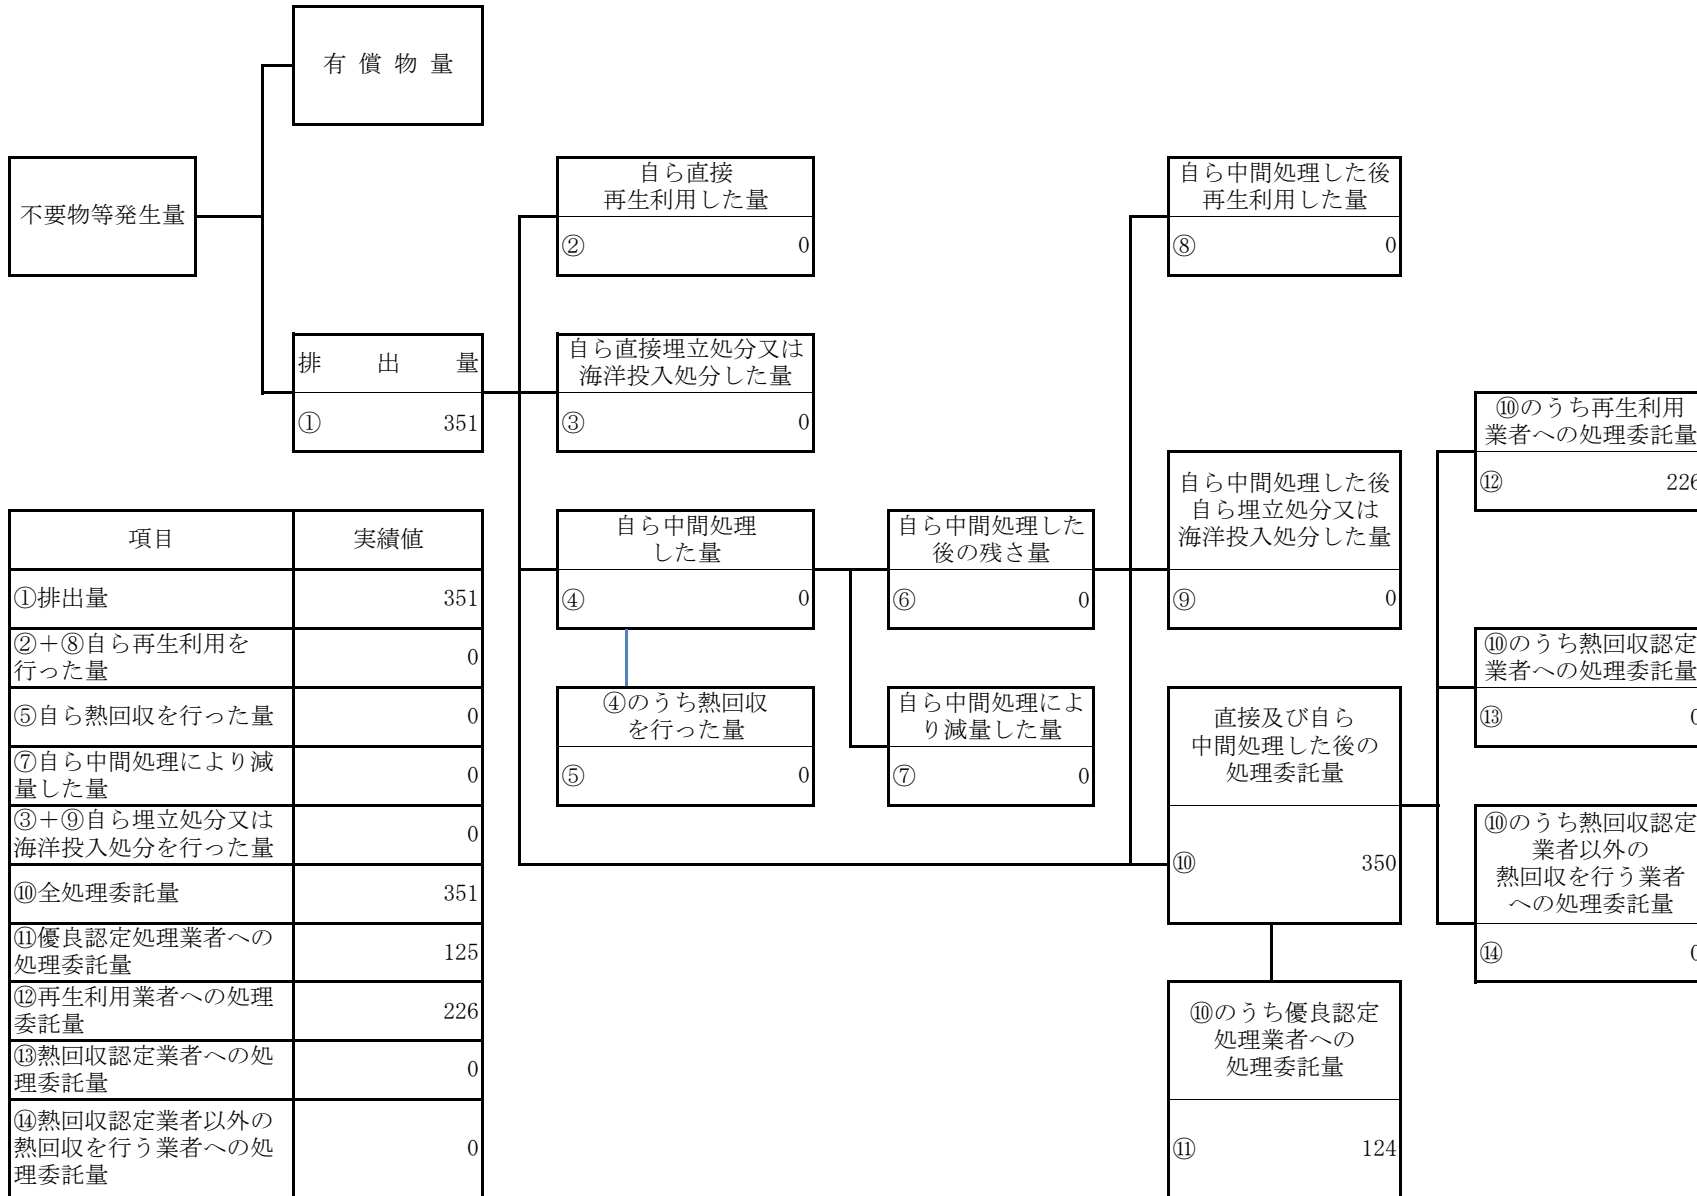 有償物量
不要物等発生量
排出量
① 351
自ら直接
再生利用した量
② 0
自ら直接埋立処分又は
海洋投入処分した量
③ 0
自ら中間処理
した量
④ 0
④のうち熱回収
を行った量
⑤ 0
自ら中間処理した
後の残さ量
⑥ 0
自ら中間処理によ
り減量した量
⑦ 0
自ら中間処理した後
再生利用した量
⑧ 0
自ら中間処理した後
自ら埋立処分又は
海洋投入処分した量
⑨ 0
直接及び自ら
中間処理した後の
処理委託量
⑩ 350
⑩のうち優良認定
処理業者への
処理委託量
⑪ 124
⑩のうち再生利用
業者への処理委託量
⑫ 226
⑩のうち熱回収認定
業者への処理委託量
⑬ 0
⑩のうち熱回収認定
業者以外の
熱回収を行う業者
への処理委託量
⑭ 0
項目 実績値
①排出量 351
②+⑧自ら再生利用を
行った量 0
⑤自ら熱回収を行った量 0
⑦自ら中間処理により減
量した量 0
③+⑨自ら埋立処分又は
海洋投入処分を行った量 0
⑩全処理委託量 351
⑪優良認定処理業者への
処理委託量 125
⑫再生利用業者への処理
委託量 226
⑬熱回収認定業者への処
理委託量 0
⑭熱回収認定業者以外の
熱回収を行う業者への処
理委託量 0